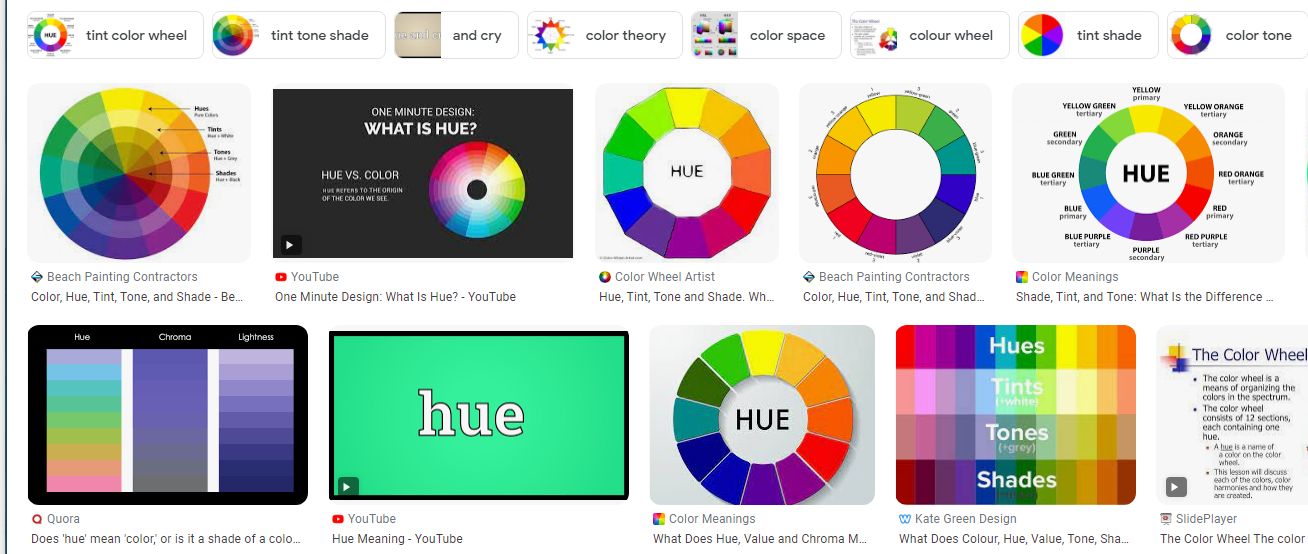 HUE
tint color wheel
tint tone shade
and cry
color theory
color space
colour wheel
tint shade
color tone
Hues
Pure Colors
Tints
Hue + White
Tones
Hue + Grey
Shades
Hue + Black
ONE MINUTE DESIGN:
WHAT IS HUE?
HUE VS. COLOR
HUE REFERS TO THE ORIGIN
OF THE COLOR WE SEE.
HUE
yellow
yellow-green
green
blue-green
violet
red-violet
orange
yellow-orange
YELLOW
primary
YELLOW GREEN
tertiary
YELLOW ORANGE
tertiary
GREEN
secondary
ORANGE
secondary
BLUE GREEN
tertiary
HUE
RED ORANGE
tertiary
BLUE
primary
RED
primary
BLUE PURPLE
tertiary
RED PURPLE
tertiary
PURPLE
secondary
Beach Painting Contractors
Color, Hue, Tint, Tone, and Shade - Be...
YouTube
One Minute Design: What Is Hue? - YouTube
Color Wheel Artist
Hue, Tint, Tone and Shade. Wh...
Beach Painting Contractors
Color, Hue, Tint, Tone, and Shad...
Color Meanings
Shade, Tint, and Tone: What Is the Difference ...
Hue
Chroma
Lightness
hue
HUE
Hues
Tints
(+white)
Tones
(+grey)
Shades
The Color Wheel
The color wheel is a
means of organizing the
colors in the spectrum.
The color wheel
consists of 12 sections,
each containing one
hue.
A hue is a name of
a color on the color
wheel.
This lesson will discuss
each of the colors, color
harmonies and how they
are created.
Quora
Does 'hue' mean 'color,' or is it a shade of a colo...
YouTube
Hue Meaning - YouTube
Color Meanings
What Does Hue, Value and Chroma M...
Kate Green Design
What Does Colour, Hue, Value, Tone, Sha...
SlidePlayer
The Color Wheel The color